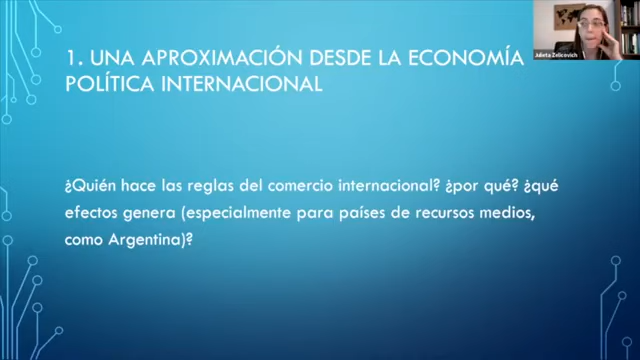 1. UNA APROXIMACIÓN DESDE LA ECONOMÍA
POLÍTICA INTERNACIONAL
Julieta Zelicovich
¿Quién hace las reglas del comercio internacional? ¿por qué? ¿qué
efectos genera (especialmente para países de recursos medios,
como Argentina)?